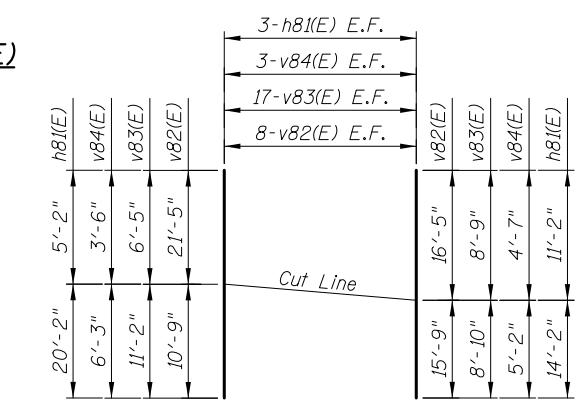 E)
3-h81(E) E.F.
3-v84(E) E.F.
17-v83(E) E.F.
8-v82(E) E.F.
h81(E)
v84(E)
v83(E)
v82(E)
v82(E)
v83(E)
v84(E)
h81(E)
5'-2"
3'-6"
6'-5"
21'-5"
16'-5"
8'-9"
4'-7"
11'-2"
Cut Line
20'-2"
6'-3"
11'-2"
10'-9"
15'-9"
8'-10"
5'-2"
14'-2"